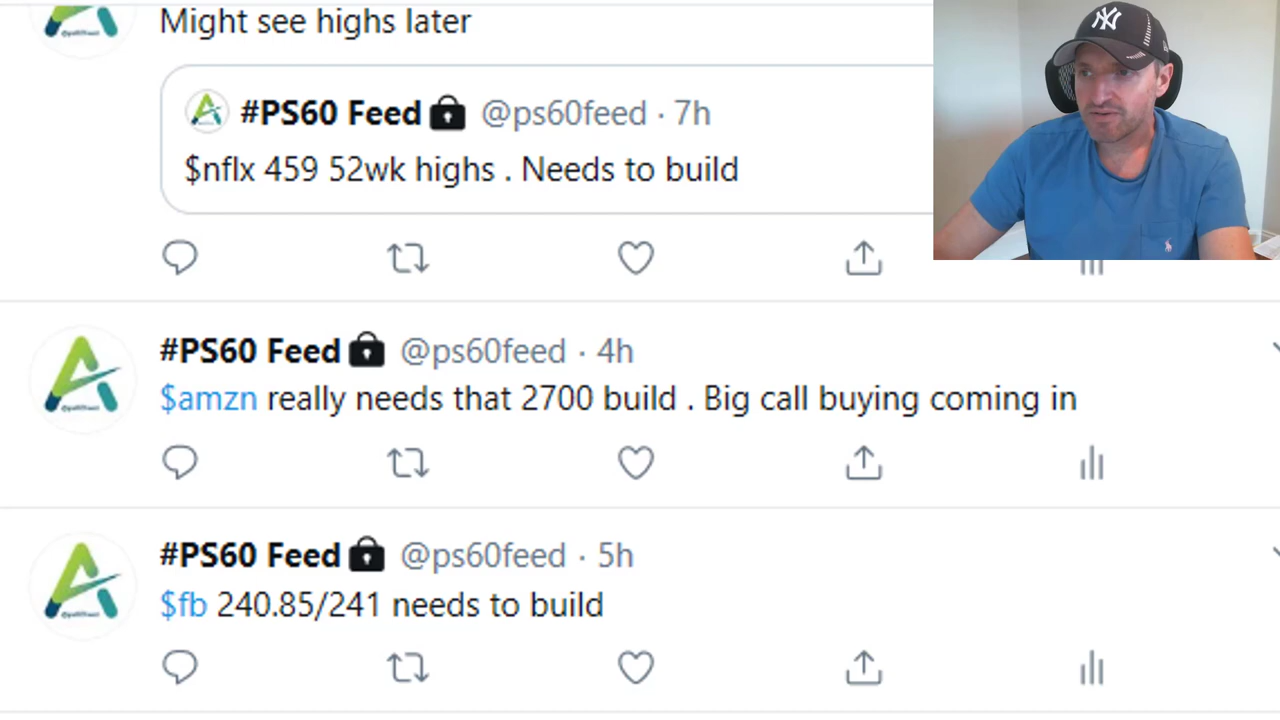 Might see highs later
#PS60 Feed @ps60feed · 7h
$nflx 459 52wk highs . Needs to build
#PS60 Feed @ps60feed · 4h
$amzn really needs that 2700 build . Big call buying coming in
#PS60 Feed @ps60feed · 5h
$fb 240.85/241 needs to build